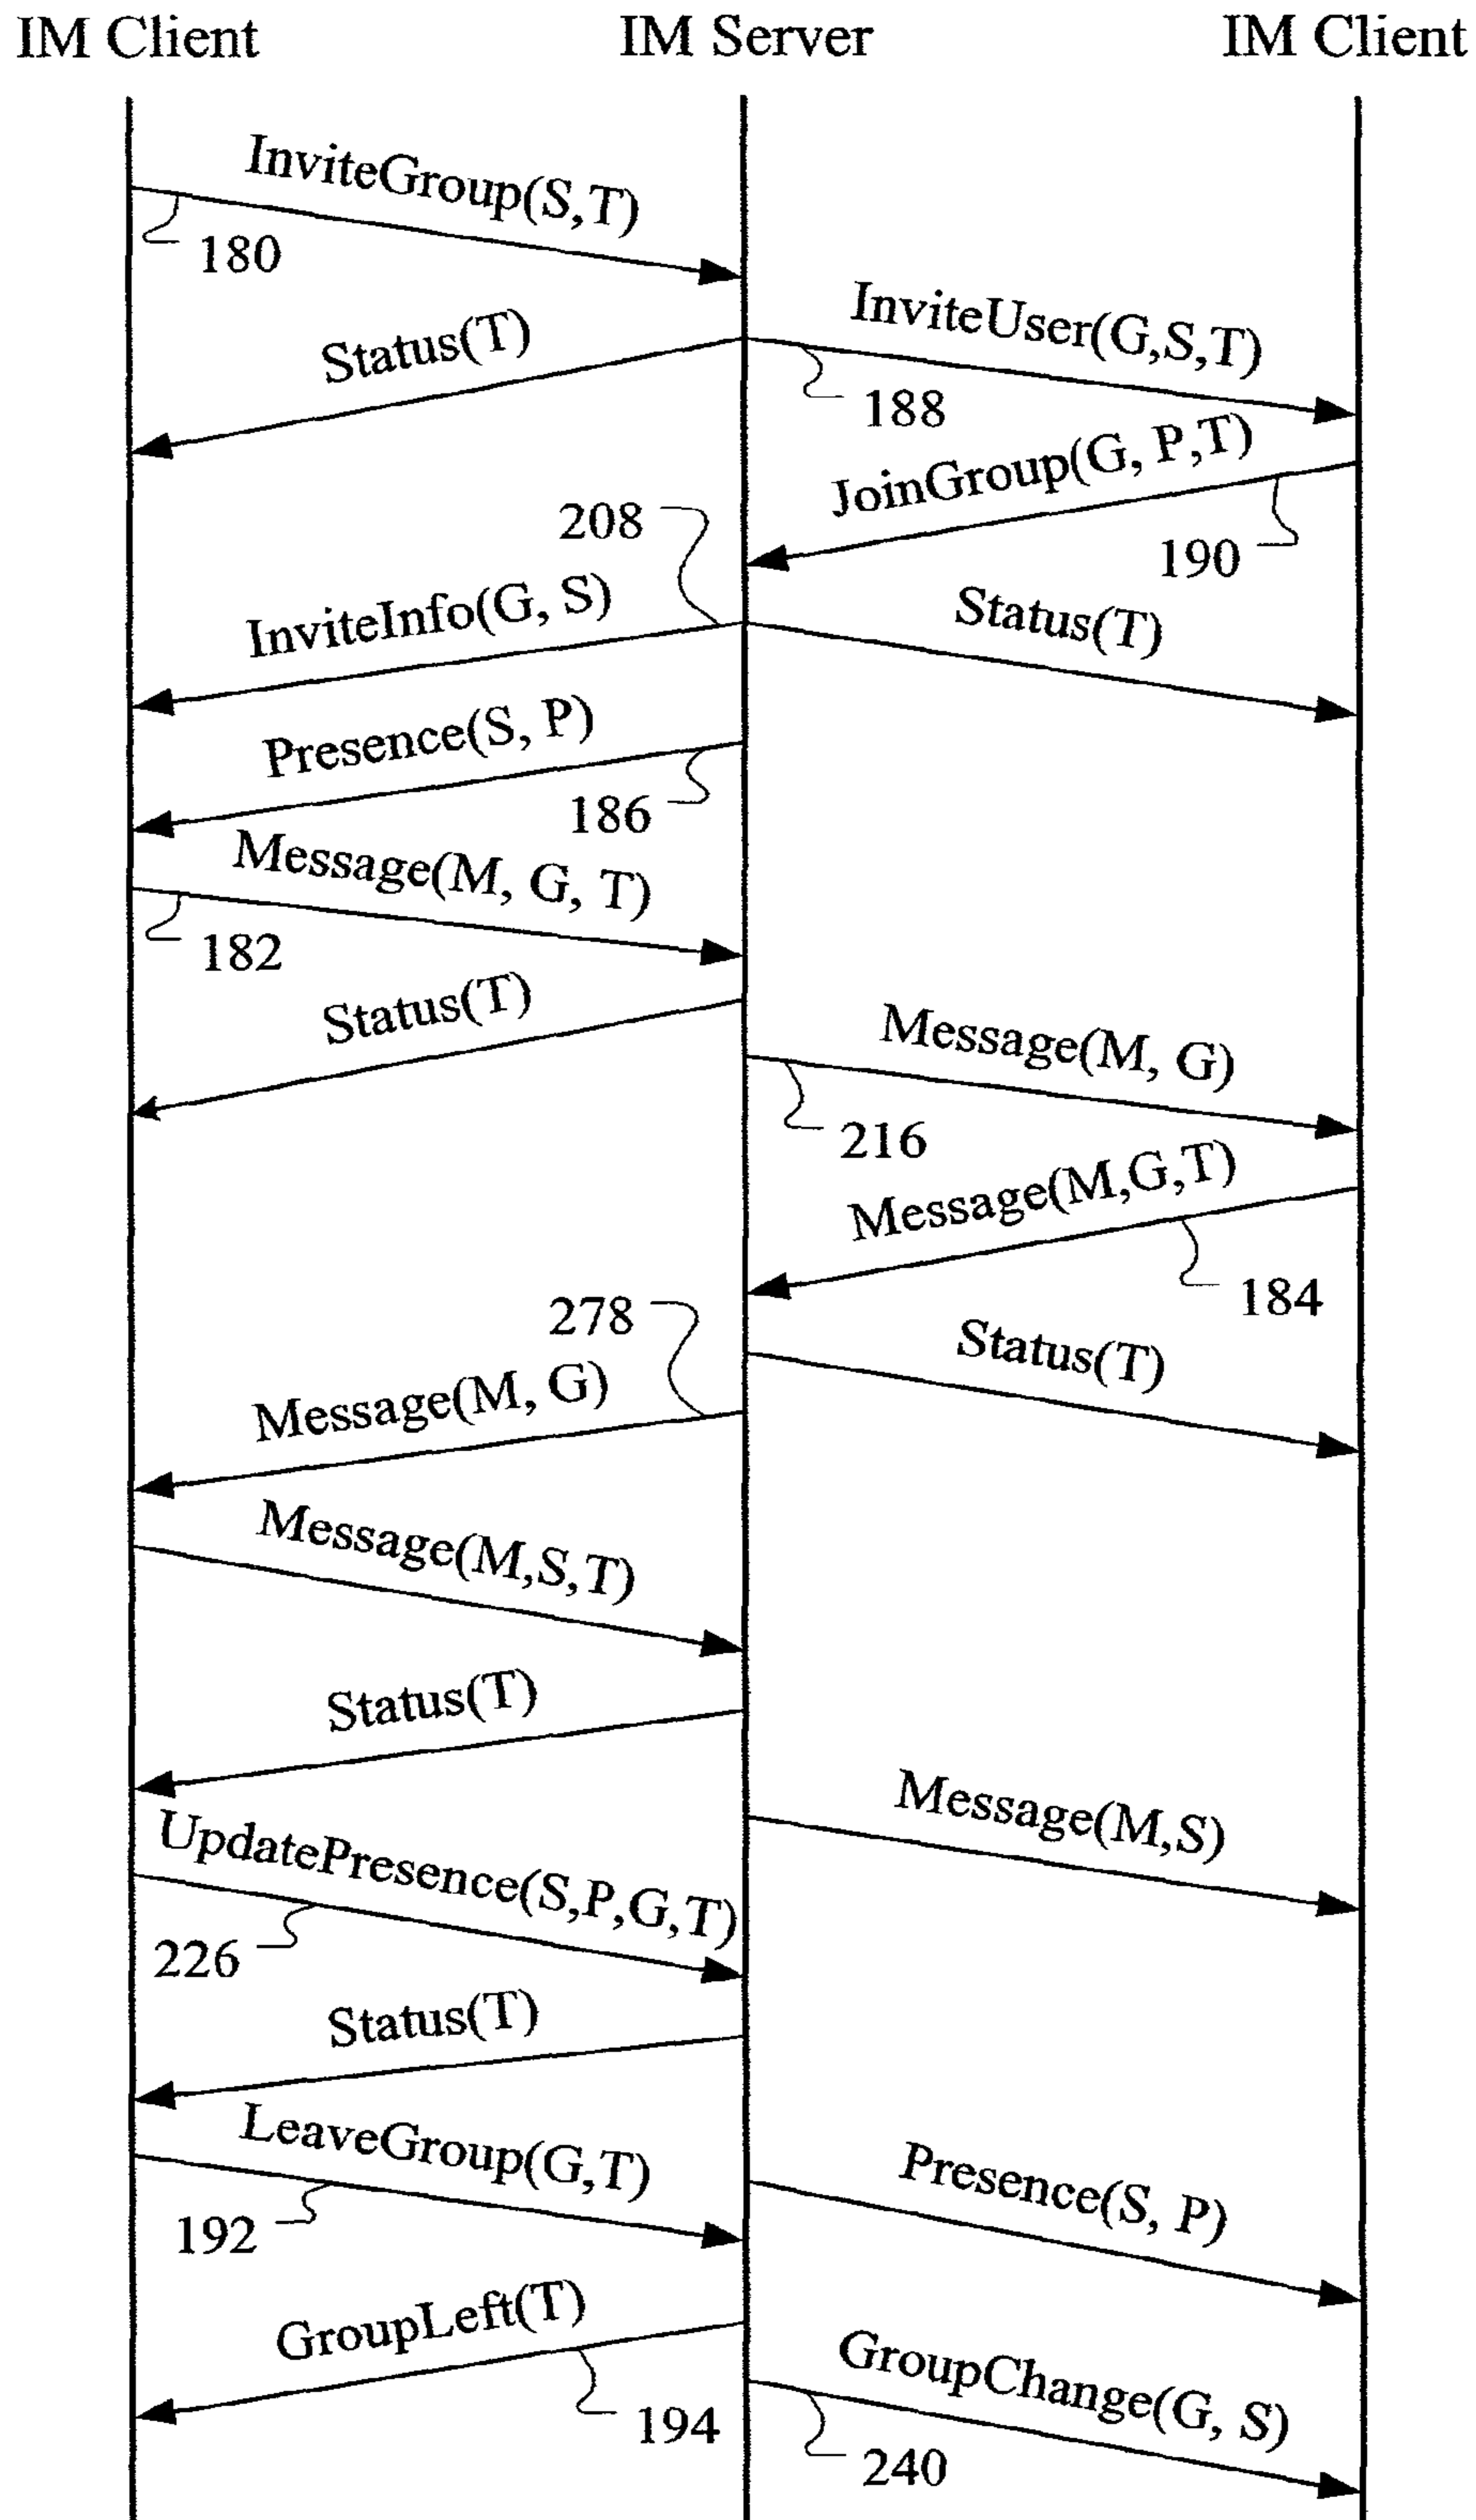 IM Client
IM Server
IM Client
InviteGroup(S,T)
180
InviteUser(G,S,T)
Status(T)
188
JoinGroup(G, P,T)
208
190
InviteInfo(G, S)
Status(T)
Presence(S, P)
186
Message(M, G, T)
182
Status(T)
Message(M, G)
216
Message(M,G,T)
184
278
Status(T)
Message(M, G)
Message(M,S,T)
Status(T)
Message(M,S)
UpdatePresence(S,P,G,T)
226
Status(T)
LeaveGroup(G,T)
Presence(S, P)
192
GroupLeft(T)
GroupChange(G, S)
194
240